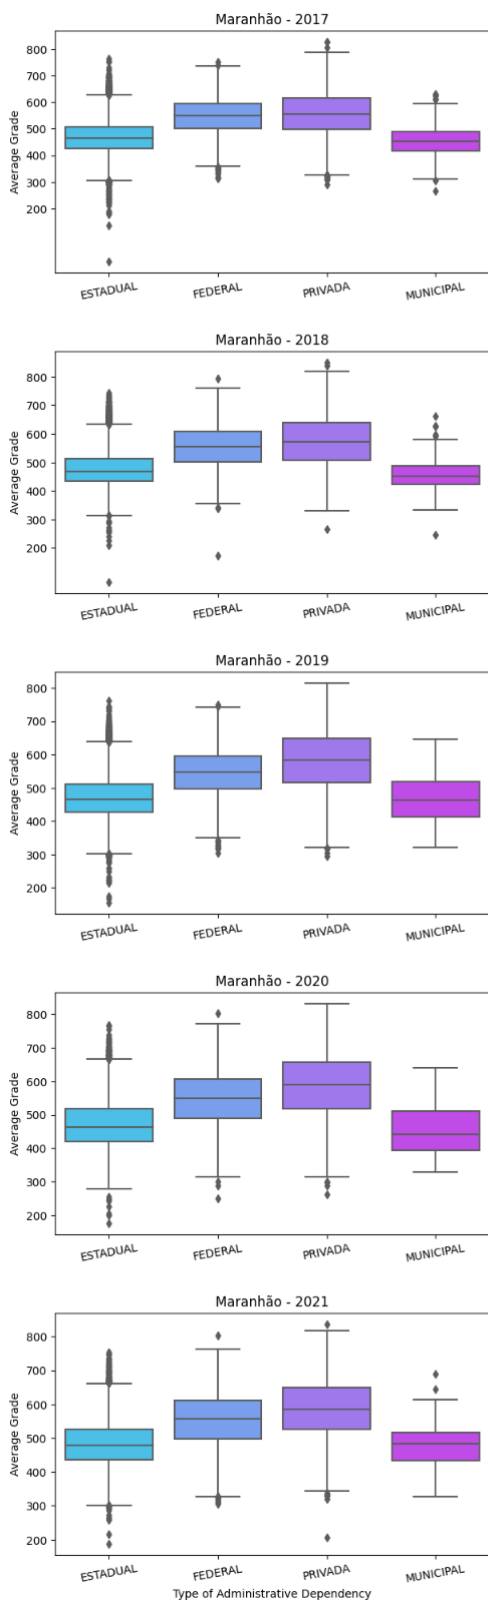 Maranhão - 2017
800
700
600
500
400
300
200
Average Grade
ESTADUAL
FEDERAL
PRIVADA
MUNICIPAL
Maranhão - 2018
800
700
600
500
400
300
200
Average Grade
ESTADUAL
FEDERAL
PRIVADA
MUNICIPAL
Maranhão - 2019
800
700
600
500
400
300
200
Average Grade
ESTADUAL
FEDERAL
PRIVADA
MUNICIPAL
Maranhão - 2020
800
700
600
500
400
300
200
Average Grade
ESTADUAL
FEDERAL
PRIVADA
MUNICIPAL
Maranhão - 2021
800
700
600
500
400
300
200
Average Grade
ESTADUAL
FEDERAL
PRIVADA
MUNICIPAL
Type of Administrative Dependency